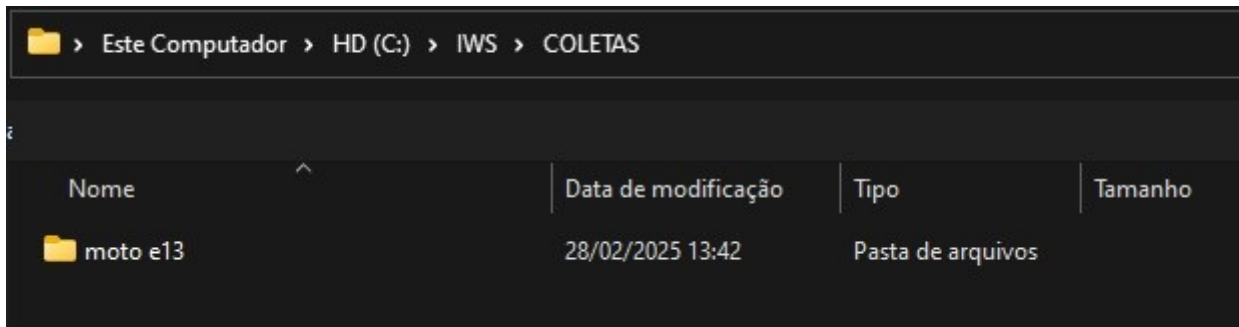 Este Computador > HD (C:) > IWS > COLETAS
Nome Data de modificação Tipo Tamanho
moto e13 28/02/2025 13:42 Pasta de arquivos